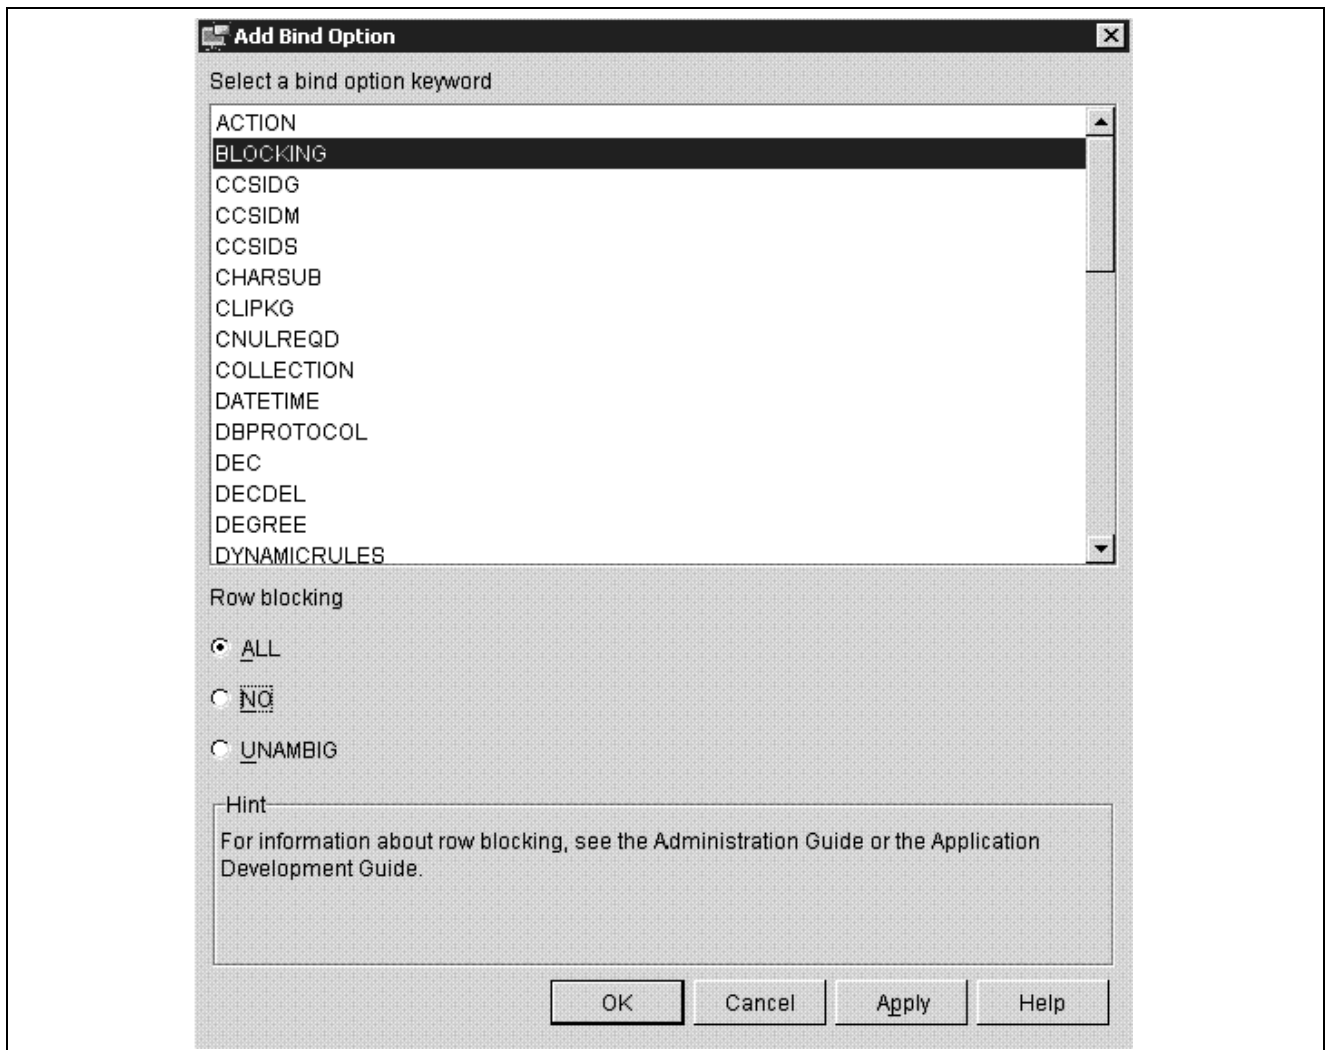 Add Bind Option
Select a bind option keyword
ACTION
BLOCKING
CCSIDG
CCSIDM
CCSIDS
CHARSUB
CLIPKG
CNULREQD
COLLECTION
DATETIME
DBPROTOCOL
DEC
DECDEL
DEGREE
DYNAMICRULES
Row blocking
ALL
NO
UNAMBIG
Hint
For information about row blocking, see the Administration Guide or the Application
Development Guide.
OK Cancel Apply Help